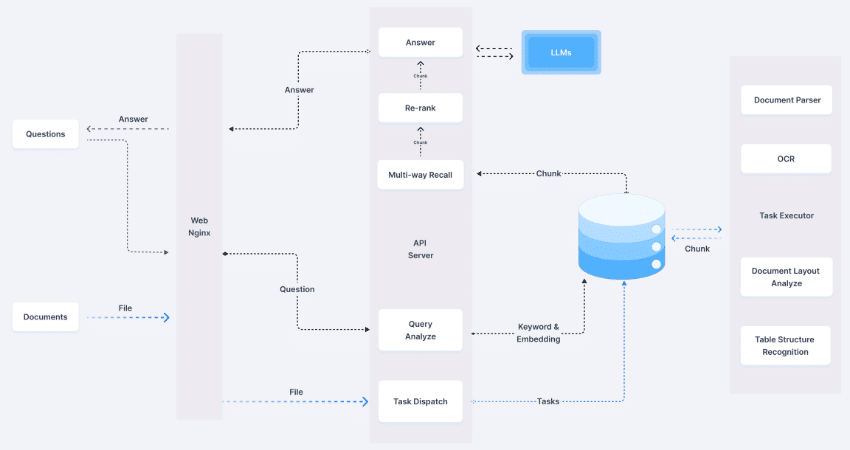 Answer
LLMs
Chunk
Answer
Document Parser
Re-rank
Answer
Questions
Chunk
OCR
Multi-way Recall
Chunk
Web
Nginx
Task Executor
API
Server
Chunk
Document Layout
Analyze
Question
File
Documents
Query
Analyze
Keyword &
Embedding
Table Structure
Recognition
File
Task Dispatch
Tasks